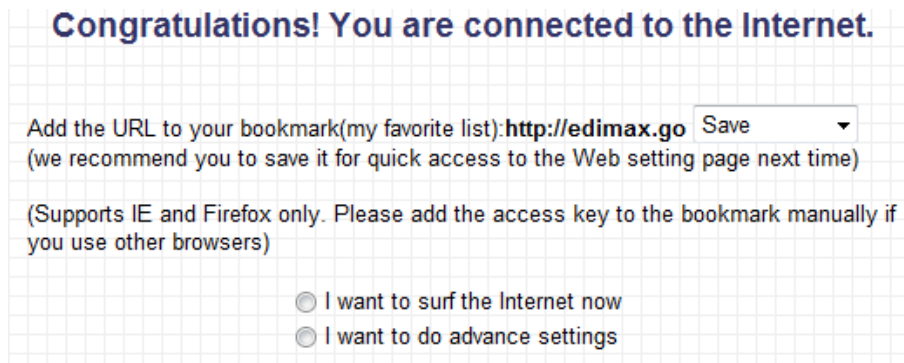 Congratulations! You are connected to the Internet.
Add the URL to your bookmark(my favorite list):http://edimax.go Save
(we recommend you to save it for quick access to the Web setting page next time)
(Supports IE and Firefox only. Please add the access key to the bookmark manually if
you use other browsers)
I want to surf the Internet now
I want to do advance settings